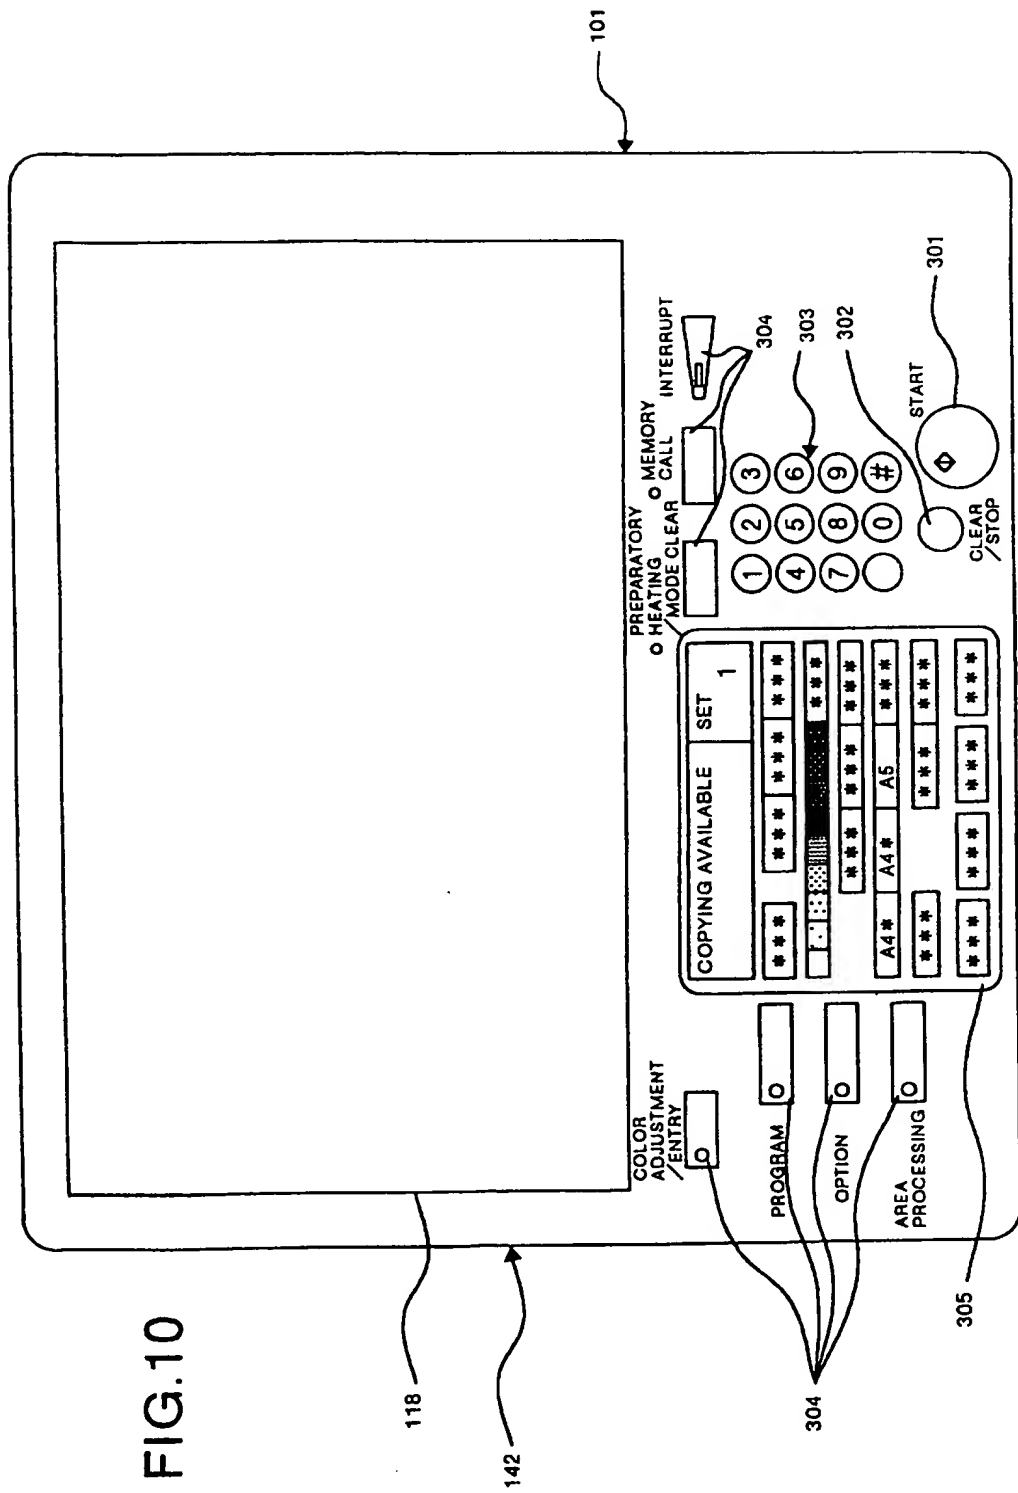 FIG.10
101
118
142
COLOR
ADJUSTMENT
/ENTRY
PREPARATORY
HEATING
MODE CLEAR
MEMORY
CALL
INTERRUPT
304
PROGRAM
OPTION
AREA
PROCESSING
304
COPYING AVAILABLE
SET
1
*** *** *** ***
***
*** *** ***
A4* A4* A5 ***
*** *** ***
*** *** *** ***
305
1 2 3
4 5 6
7 8 9
0 #
303
302
CLEAR
/STOP
START
301